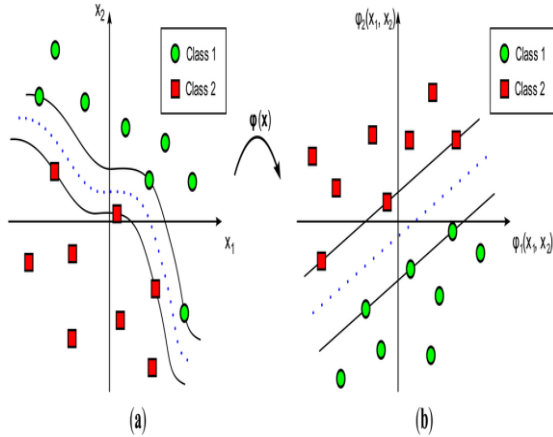 x₂
Class 1
Class 2
x₁
(a)
φ(x)
φ₂(x₁, x₂)
Class 1
Class 2
φ₁(x₁, x₂)
(b)